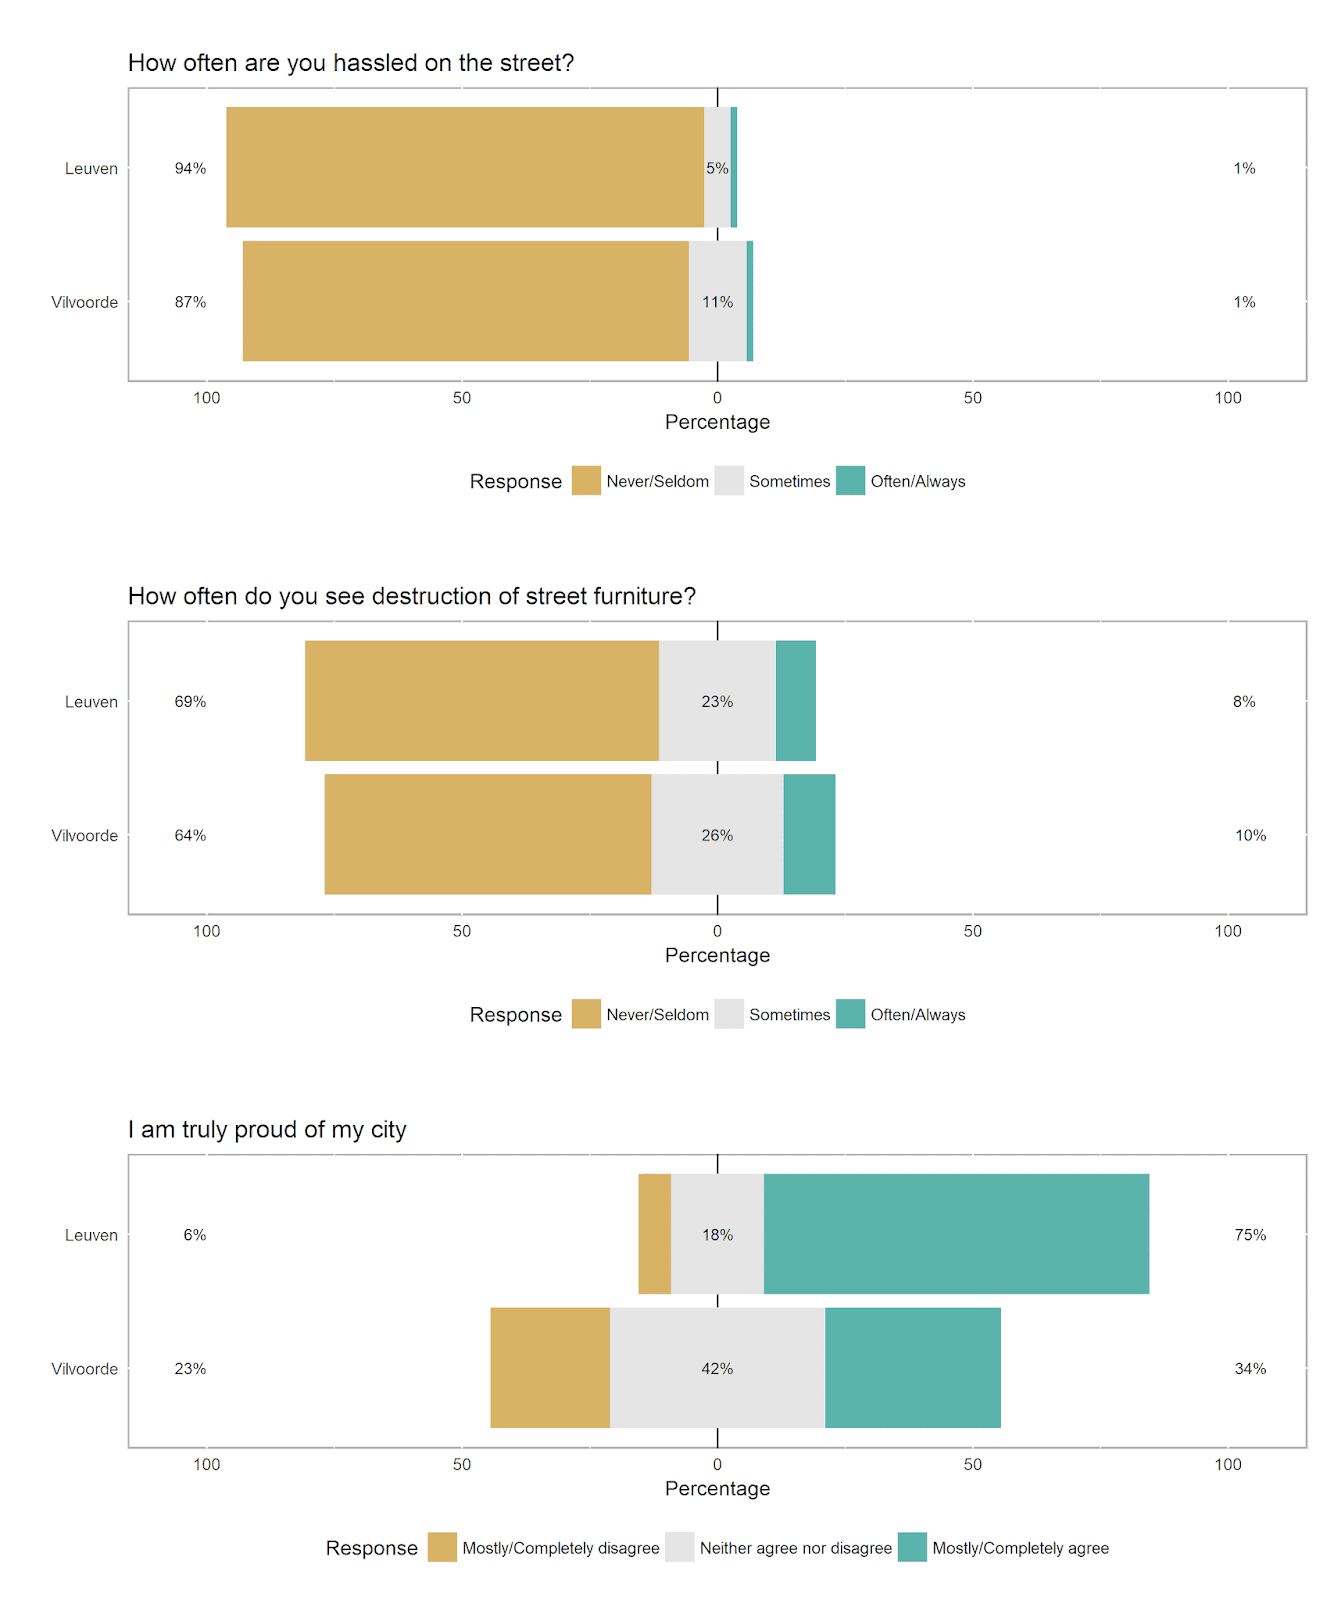 How often are you hassled on the street?
Leuven 94% 5% 1%
Vilvoorde 87% 11% 1%
100 50 0 50 100
Percentage
Response Never/Seldom Sometimes Often/Always
How often do you see destruction of street furniture?
Leuven 69% 23% 8%
Vilvoorde 64% 26% 10%
100 50 0 50 100
Percentage
Response Never/Seldom Sometimes Often/Always
I am truly proud of my city
Leuven 6% 18% 75%
Vilvoorde 23% 42% 34%
100 50 0 50 100
Percentage
Response Mostly/Completely disagree Neither agree nor disagree Mostly/Completely agree